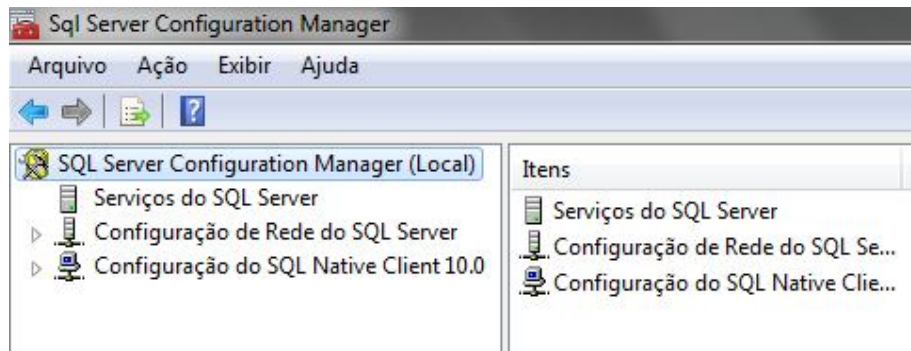 Sql Server Configuration Manager
Arquivo Ação Exibir Ajuda
SQL Server Configuration Manager (Local)
Serviços do SQL Server
Configuração de Rede do SQL Server
Configuração do SQL Native Client 10.0
Itens
Serviços do SQL Server
Configuração de Rede do SQL Se...
Configuração do SQL Native Clie...